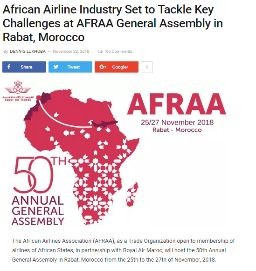 African Airline Industry Set to Tackle Key
Challenges at AFRAA General Assembly in
Rabat, Morocco
November 22, 2018
No Comments
Share
Tweet
Google+
AFRAA
25/27 November 2018
Rabat - Morocco
50TH
ANNUAL
GENERAL
ASSEMBLY
The African Airlines Association (AFRAA), as a Trade Organization open to membership of
airlines of African States, in partnership with Royal Air Maroc, will host the 50th Annual
General Assembly in Rabat, Morocco from the 25th to the 27th of November, 2018.